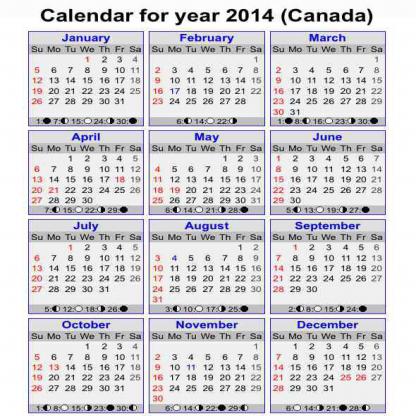 Calendar for year 2014 (Canada)
January
Su Mo Tu We Th Fr Sa
1 2 3 4
5 6 7 8 9 10 11
12 13 14 15 16 17 18
19 20 21 22 23 24 25
26 27 28 29 30 31
1:● 7:◐ 15:○ 24:◑ 30:●
February
Su Mo Tu We Th Fr Sa
1
2 3 4 5 6 7 8
9 10 11 12 13 14 15
16 17 18 19 20 21 22
23 24 25 26 27 28
6:◐ 14:○ 22:◑
March
Su Mo Tu We Th Fr Sa
1
2 3 4 5 6 7 8
9 10 11 12 13 14 15
16 17 18 19 20 21 22
23 24 25 26 27 28 29
30 31
1:● 8:◐ 16:○ 23:◑ 30:●
April
Su Mo Tu We Th Fr Sa
1 2 3 4 5
6 7 8 9 10 11 12
13 14 15 16 17 18 19
20 21 22 23 24 25 26
27 28 29 30
7:◐ 15:○ 22:◑ 29:●
May
Su Mo Tu We Th Fr Sa
1 2 3
4 5 6 7 8 9 10
11 12 13 14 15 16 17
18 19 20 21 22 23 24
25 26 27 28 29 30 31
6:◐ 14:○ 21:◑ 28:●
June
Su Mo Tu We Th Fr Sa
1 2 3 4 5 6 7
8 9 10 11 12 13 14
15 16 17 18 19 20 21
22 23 24 25 26 27 28
29 30
5:◐ 13:○ 19:◑ 27:●
July
Su Mo Tu We Th Fr Sa
1 2 3 4 5
6 7 8 9 10 11 12
13 14 15 16 17 18 19
20 21 22 23 24 25 26
27 28 29 30 31
5:◐ 12:○ 18:◑ 26:●
August
Su Mo Tu We Th Fr Sa
1 2
3 4 5 6 7 8 9
10 11 12 13 14 15 16
17 18 19 20 21 22 23
24 25 26 27 28 29 30
31
3:◐ 10:○ 17:◑ 25:●
September
Su Mo Tu We Th Fr Sa
1 2 3 4 5 6
7 8 9 10 11 12 13
14 15 16 17 18 19 20
21 22 23 24 25 26 27
28 29 30
2:◐ 8:○ 15:◑ 24:●
October
Su Mo Tu We Th Fr Sa
1 2 3 4
5 6 7 8 9 10 11
12 13 14 15 16 17 18
19 20 21 22 23 24 25
26 27 28 29 30 31
1:◐ 8:○ 15:◑ 23:● 30:◐
November
Su Mo Tu We Th Fr Sa
1
2 3 4 5 6 7 8
9 10 11 12 13 14 15
16 17 18 19 20 21 22
23 24 25 26 27 28 29
30
6:○ 14:◑ 22:● 29:◐
December
Su Mo Tu We Th Fr Sa
1 2 3 4 5 6
7 8 9 10 11 12 13
14 15 16 17 18 19 20
21 22 23 24 25 26 27
28 29 30 31
6:○ 14:◑ 21:● 28:◐